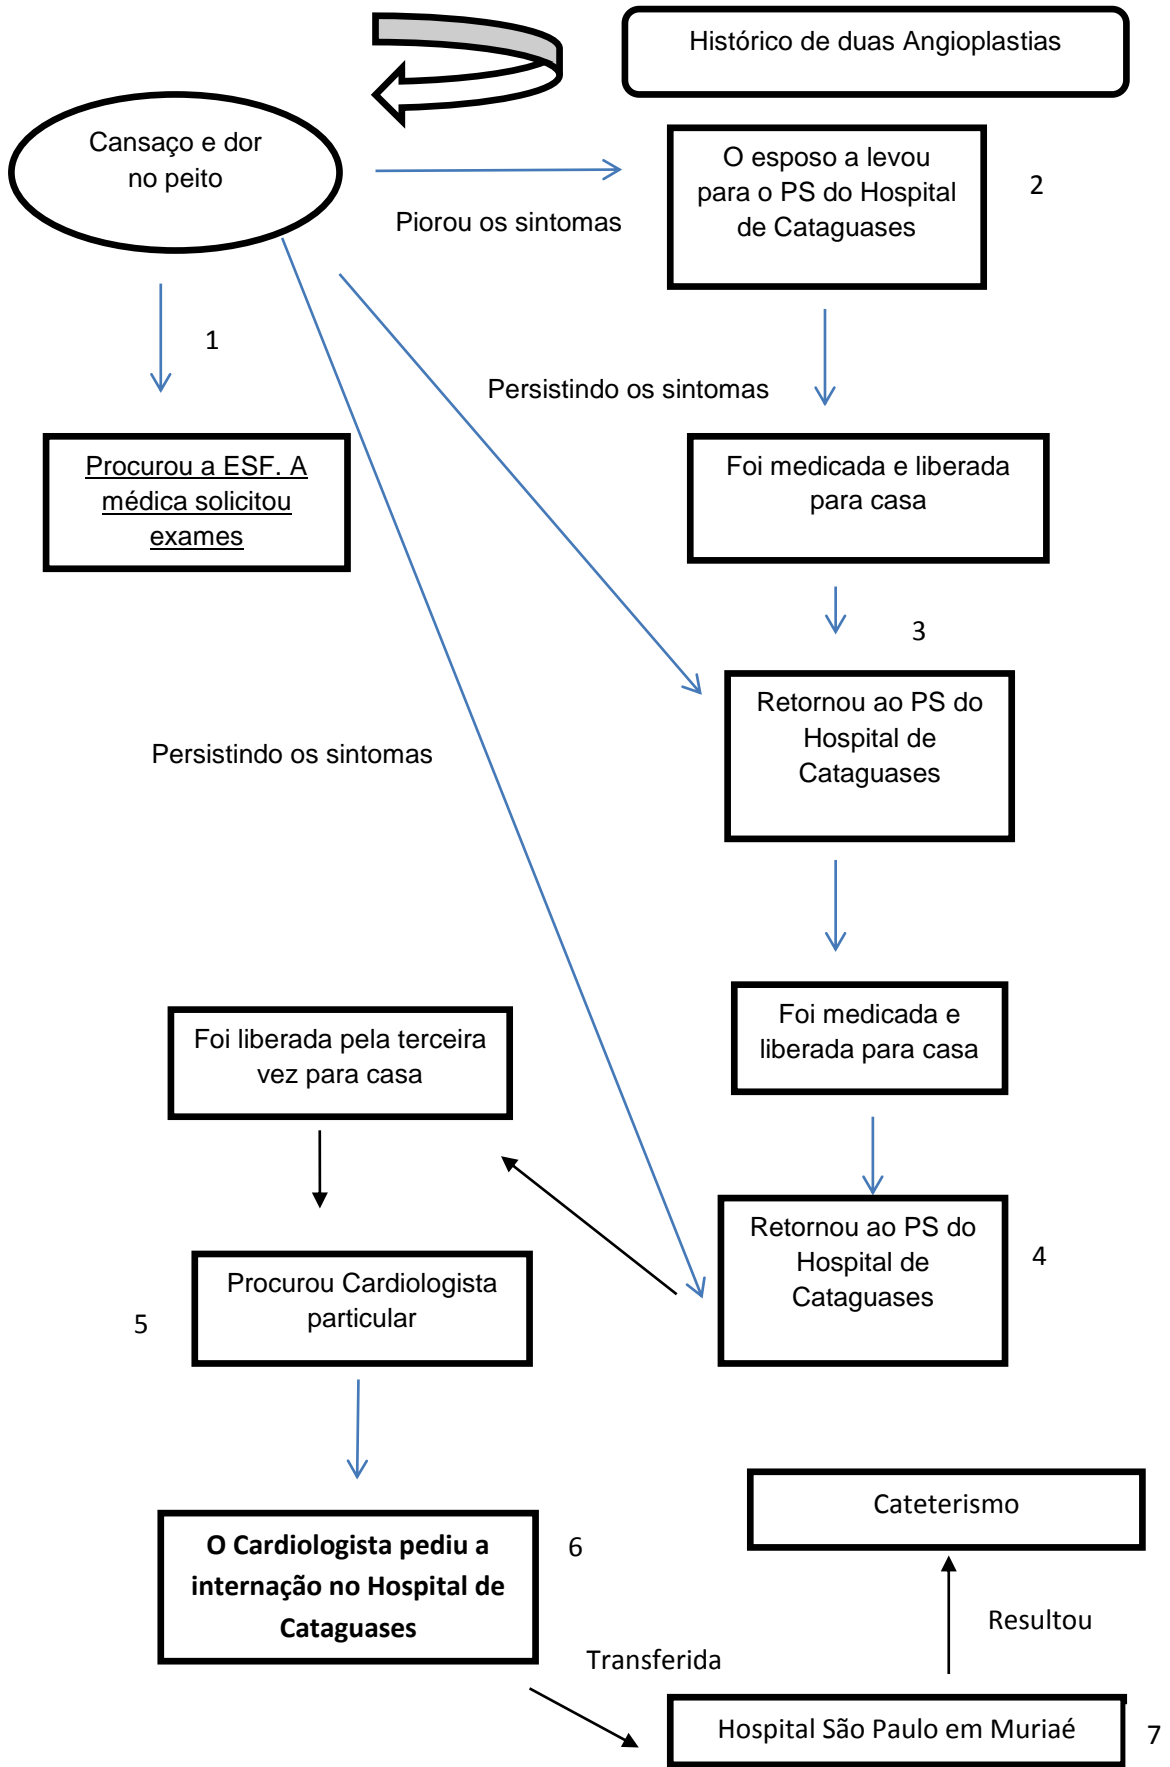 Histórico de duas Angioplastias
Cansaço e dor
no peito
O esposo a levou
para o PS do Hospital
de Cataguases
2
Piorou os sintomas
1
Persistindo os sintomas
Procurou a ESF. A
médica solicitou
exames
Foi medicada e liberada
para casa
3
Retornou ao PS do
Hospital de
Cataguases
Persistindo os sintomas
Foi medicada e
liberada para casa
Foi liberada pela terceira
vez para casa
Retornou ao PS do
Hospital de
Cataguases
4
Procurou Cardiologista
particular
5
Cateterismo
O Cardiologista pediu a
internação no Hospital de
Cataguases
6
Resultou
Transferida
Hospital São Paulo em Muriaé
7